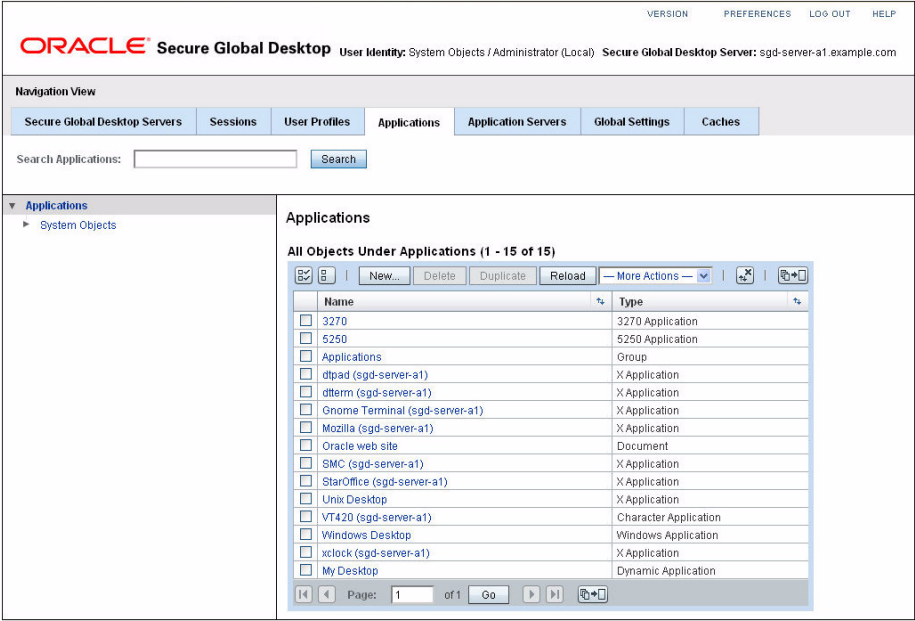 VERSION PREFERENCES LOG OUT HELP
ORACLE Secure Global Desktop User Identity: System Objects / Administrator (Local) Secure Global Desktop Server: sgd-server-a1.example.com
Navigation View
Secure Global Desktop Servers Sessions User Profiles Applications Application Servers Global Settings Caches
Search Applications: Search
Applications
System Objects
Applications
All Objects Under Applications (1 - 15 of 15)
New... Delete Duplicate Reload — More Actions —
Name Type
3270 3270 Application
5250 5250 Application
Applications Group
dtpad (sgd-server-a1) X Application
dtterm (sgd-server-a1) X Application
Gnome Terminal (sgd-server-a1) X Application
Mozilla (sgd-server-a1) X Application
Oracle web site Document
SMC (sgd-server-a1) X Application
StarOffice (sgd-server-a1) X Application
Unix Desktop X Application
VT420 (sgd-server-a1) Character Application
Windows Desktop Windows Application
xclock (sgd-server-a1) X Application
My Desktop Dynamic Application
Page: 1 of 1 Go